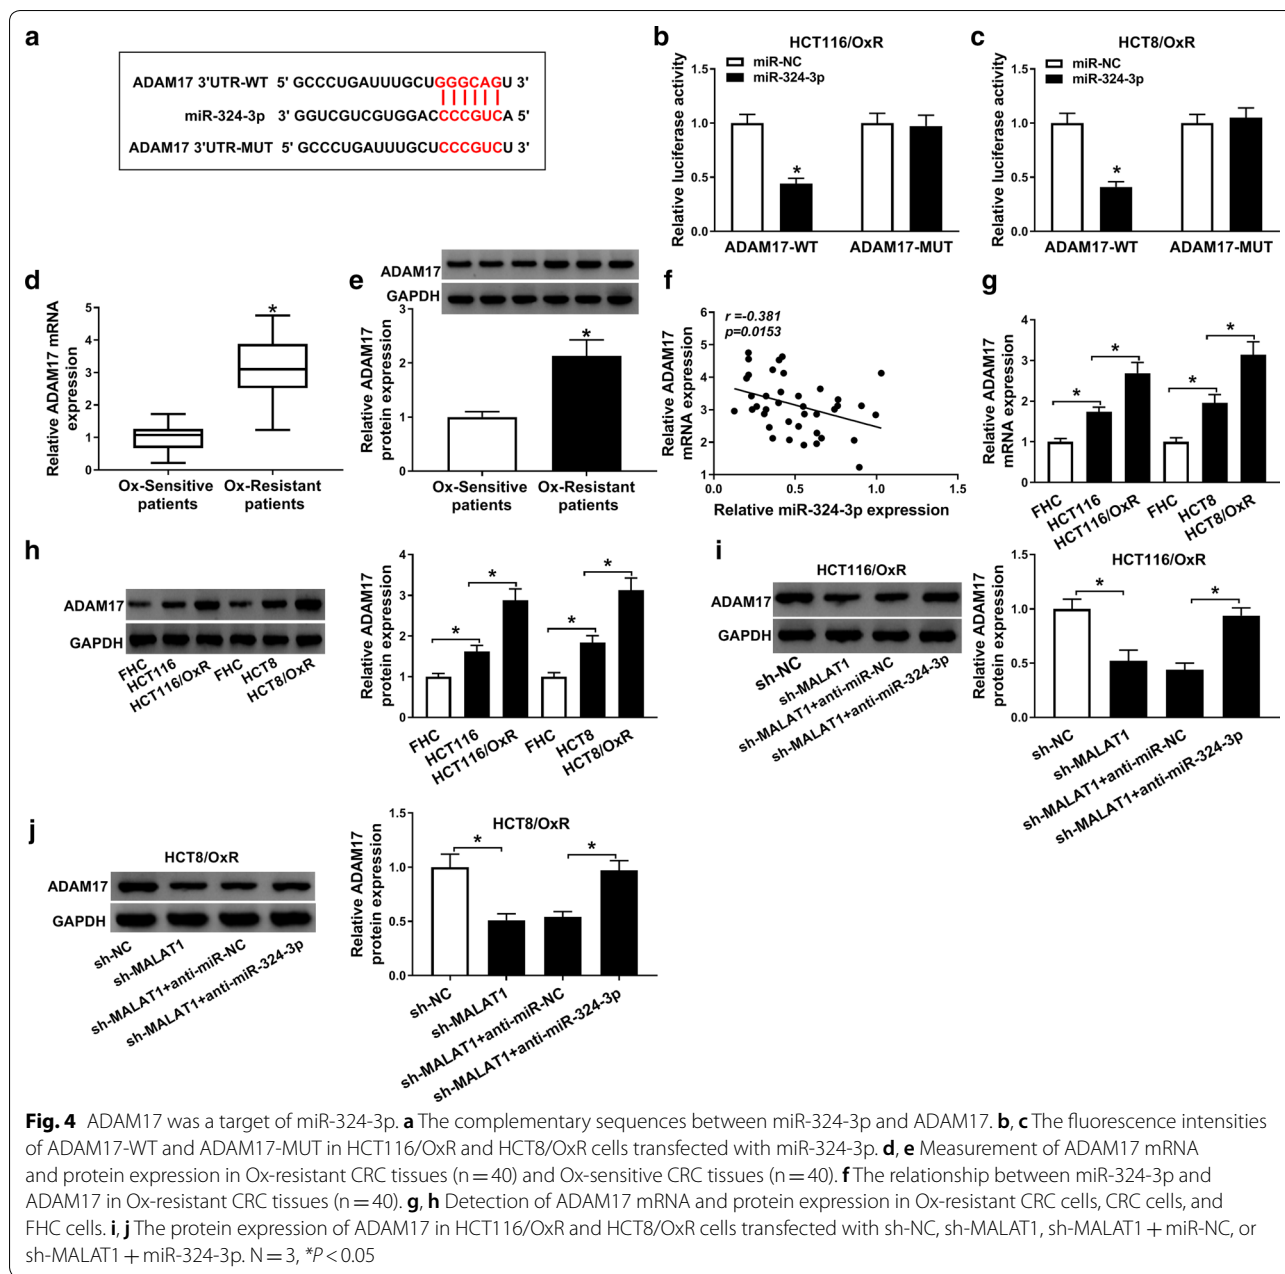 a
ADAM17 3'UTR-WT 5' GCCCUGAUUUGCUGGGCAGU 3'
miR-324-3p 3' GGUCGUCGUGGACCCCGUCA 5'
ADAM17 3'UTR-MUT 5' GCCCUGAUUUGCUCCCGUCU 3'
b
HCT116/OxR
miR-NC
miR-324-3p
Relative luciferase activity
1.5
1.0
0.5
0.0
*
ADAM17-WT
ADAM17-MUT
c
HCT8/OxR
miR-NC
miR-324-3p
Relative luciferase activity
1.5
1.0
0.5
0.0
*
ADAM17-WT
ADAM17-MUT
d
Relative ADAM17 mRNA
expression
5
4
3
2
1
0
*
Ox-Sensitive
patients
Ox-Resistant
patients
e
ADAM17
GAPDH
Relative ADAM17
protein expression
3
2
1
0
*
Ox-Sensitive
patients
Ox-Resistant
patients
f
r =-0.381
p=0.0153
Relative ADAM17
mRNA expression
6
5
4
3
2
1
0.0
0.5
1.0
1.5
Relative miR-324-3p expression
g
Relative ADAM17
mRNA expression
4
3
2
1
0
*
*
*
*
FHC
HCT116
HCT116/OxR
FHC
HCT8
HCT8/OxR
h
ADAM17
GAPDH
FHC
HCT116
HCT116/OxR
FHC
HCT8
HCT8/OxR
Relative ADAM17
protein expression
4
3
2
1
0
*
*
*
*
FHC
HCT116
HCT116/OxR
FHC
HCT8
HCT8/OxR
i
HCT116/OxR
ADAM17
GAPDH
sh-NC
sh-MALAT1
sh-MALAT1+anti-miR-NC
sh-MALAT1+anti-miR-324-3p
HCT116/OxR
Relative ADAM17
protein expression
1.5
1.0
0.5
0.0
*
*
sh-NC
sh-MALAT1
sh-MALAT1+anti-miR-NC
sh-MALAT1+anti-miR-324-3p
j
HCT8/OxR
ADAM17
GAPDH
sh-NC
sh-MALAT1
sh-MALAT1+anti-miR-NC
sh-MALAT1+anti-miR-324-3p
HCT8/OxR
Relative ADAM17
protein expression
1.5
1.0
0.5
0.0
*
*
sh-NC
sh-MALAT1
sh-MALAT1+anti-miR-NC
sh-MALAT1+anti-miR-324-3p
Fig. 4 ADAM17 was a target of miR-324-3p. a The complementary sequences between miR-324-3p and ADAM17. b, c The fluorescence intensities
of ADAM17-WT and ADAM17-MUT in HCT116/OxR and HCT8/OxR cells transfected with miR-324-3p. d, e Measurement of ADAM17 mRNA
and protein expression in Ox-resistant CRC tissues (n = 40) and Ox-sensitive CRC tissues (n = 40). f The relationship between miR-324-3p and
ADAM17 in Ox-resistant CRC tissues (n = 40). g, h Detection of ADAM17 mRNA and protein expression in Ox-resistant CRC cells, CRC cells, and
FHC cells. i, j The protein expression of ADAM17 in HCT116/OxR and HCT8/OxR cells transfected with sh-NC, sh-MALAT1, sh-MALAT1 + miR-NC, or
sh-MALAT1 + miR-324-3p. N = 3, *P < 0.05